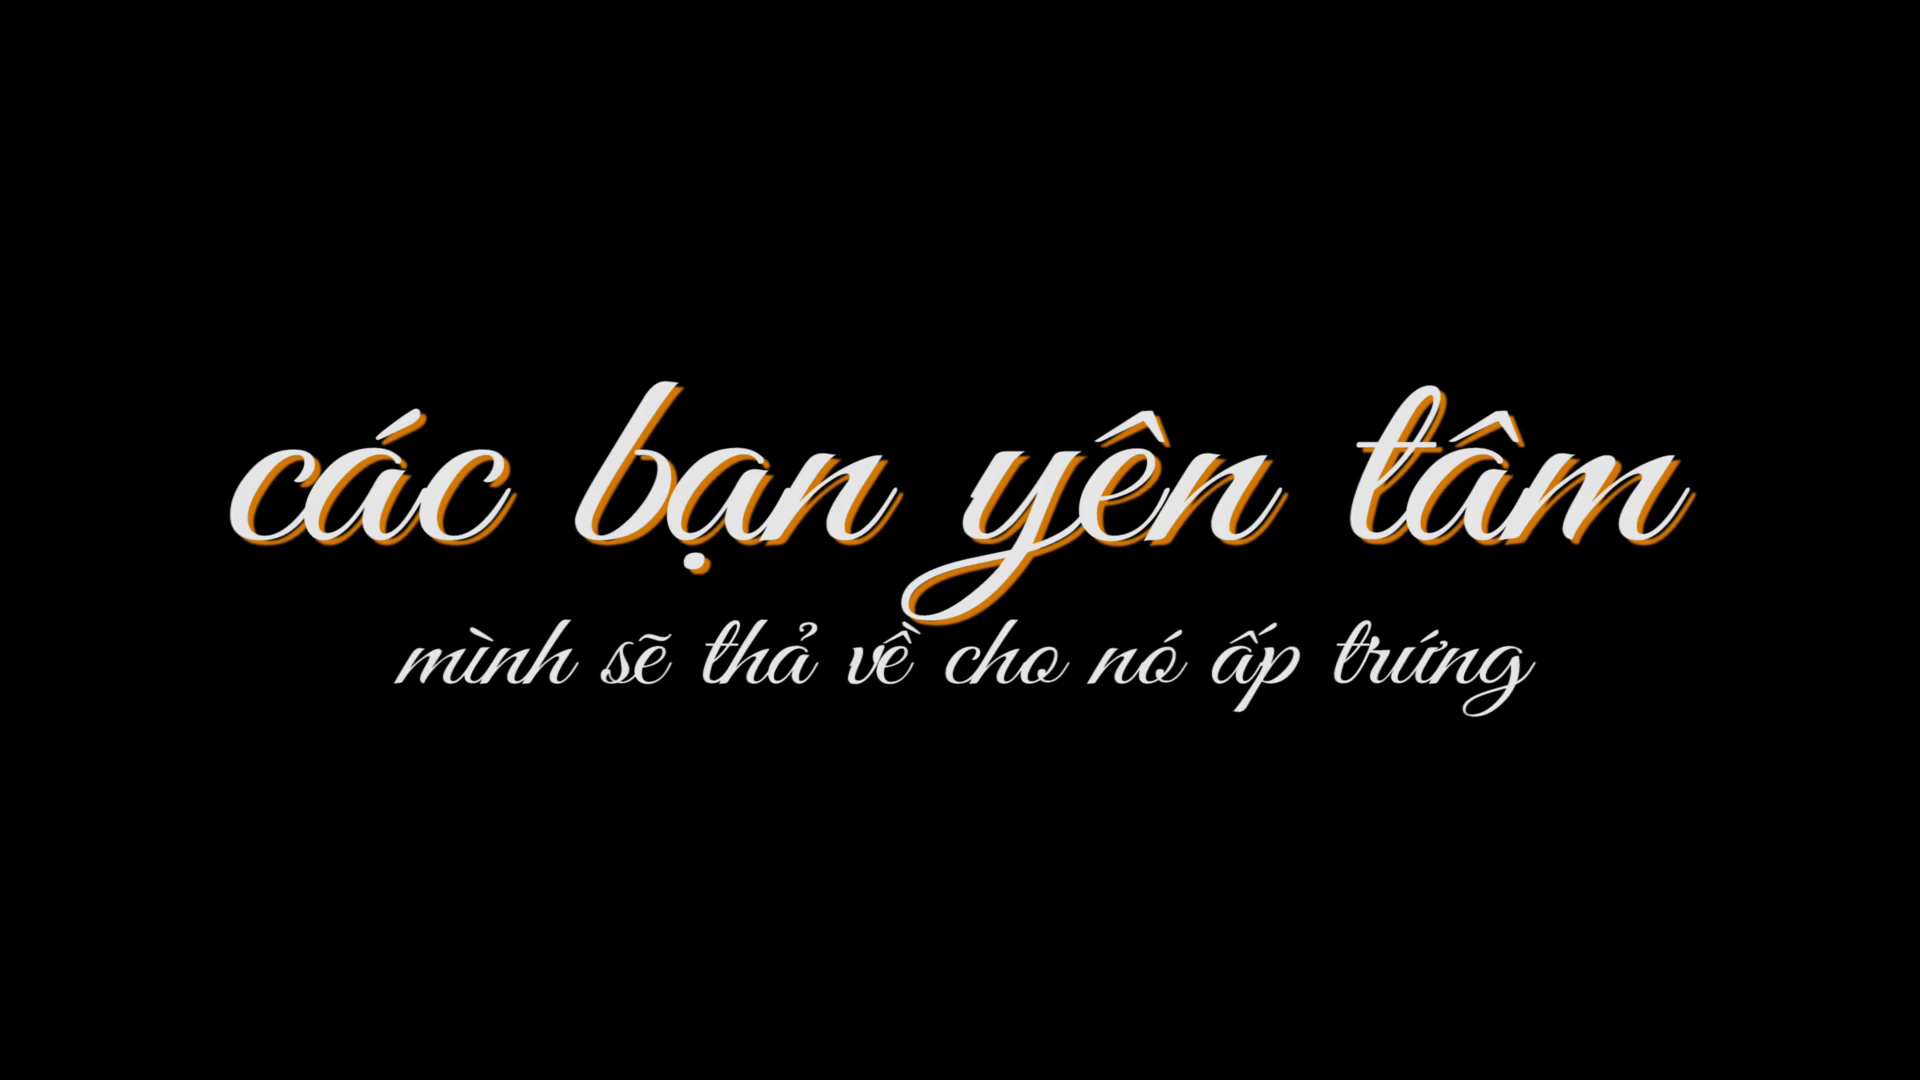 các bạn yên tâm
mình sẽ thả về cho nó ấp trứng